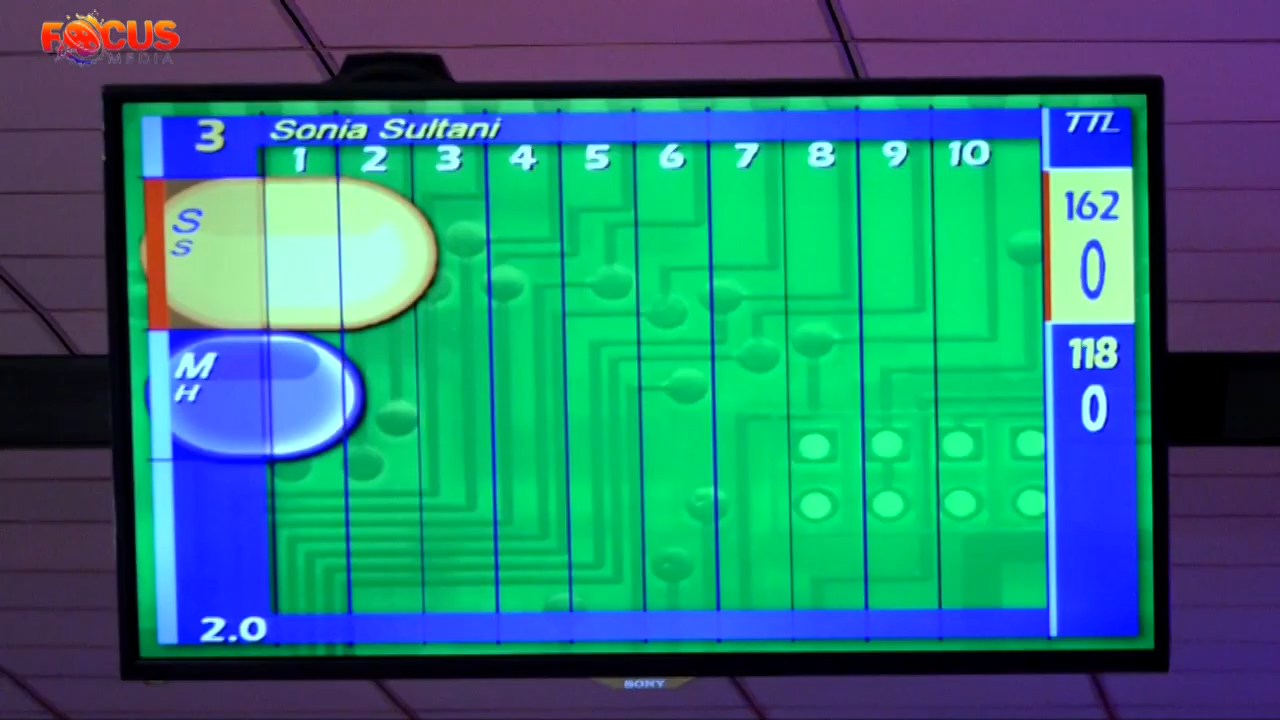 FOCUS
MEDIA
3 Sonia Sultani TTL
1 2 3 4 5 6 7 8 9 10
S 162
S 0
M 118
H 0
2.0
SONY